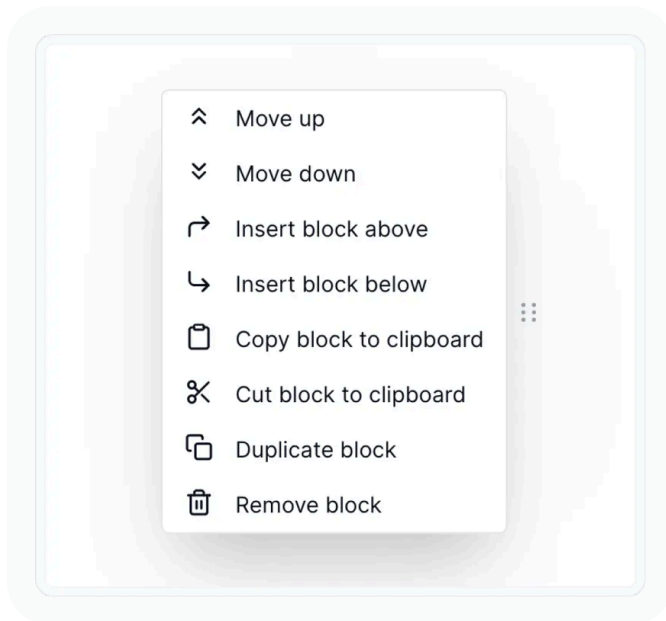 Move up
Move down
Insert block above
Insert block below
Copy block to clipboard
Cut block to clipboard
Duplicate block
Remove block